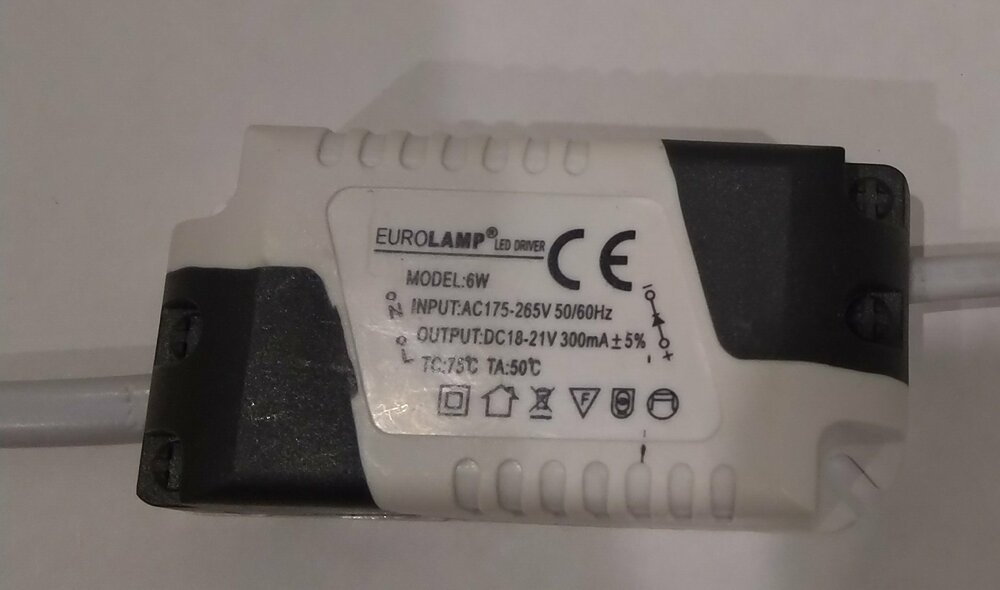 EUROLAMP® LED DRIVER CE
MODEL:6W
N INPUT:AC175-265V 50/60Hz
L OUTPUT:DC18-21V 300mA±5%
TC:75℃ TA:50℃
F
- +